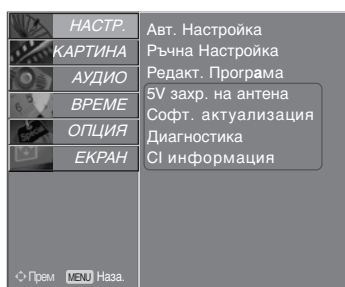 НАСТР.
КАРТИНА
АУДИО
ВРЕМЕ
ОПЦИЯ
ЕКРАН
Авт. Настройка
Ръчна Настройка
Редакт. Програма
5V захр. на антена
Софт. актуализация
Диагностика
CI информация
Прем MENU Наза.